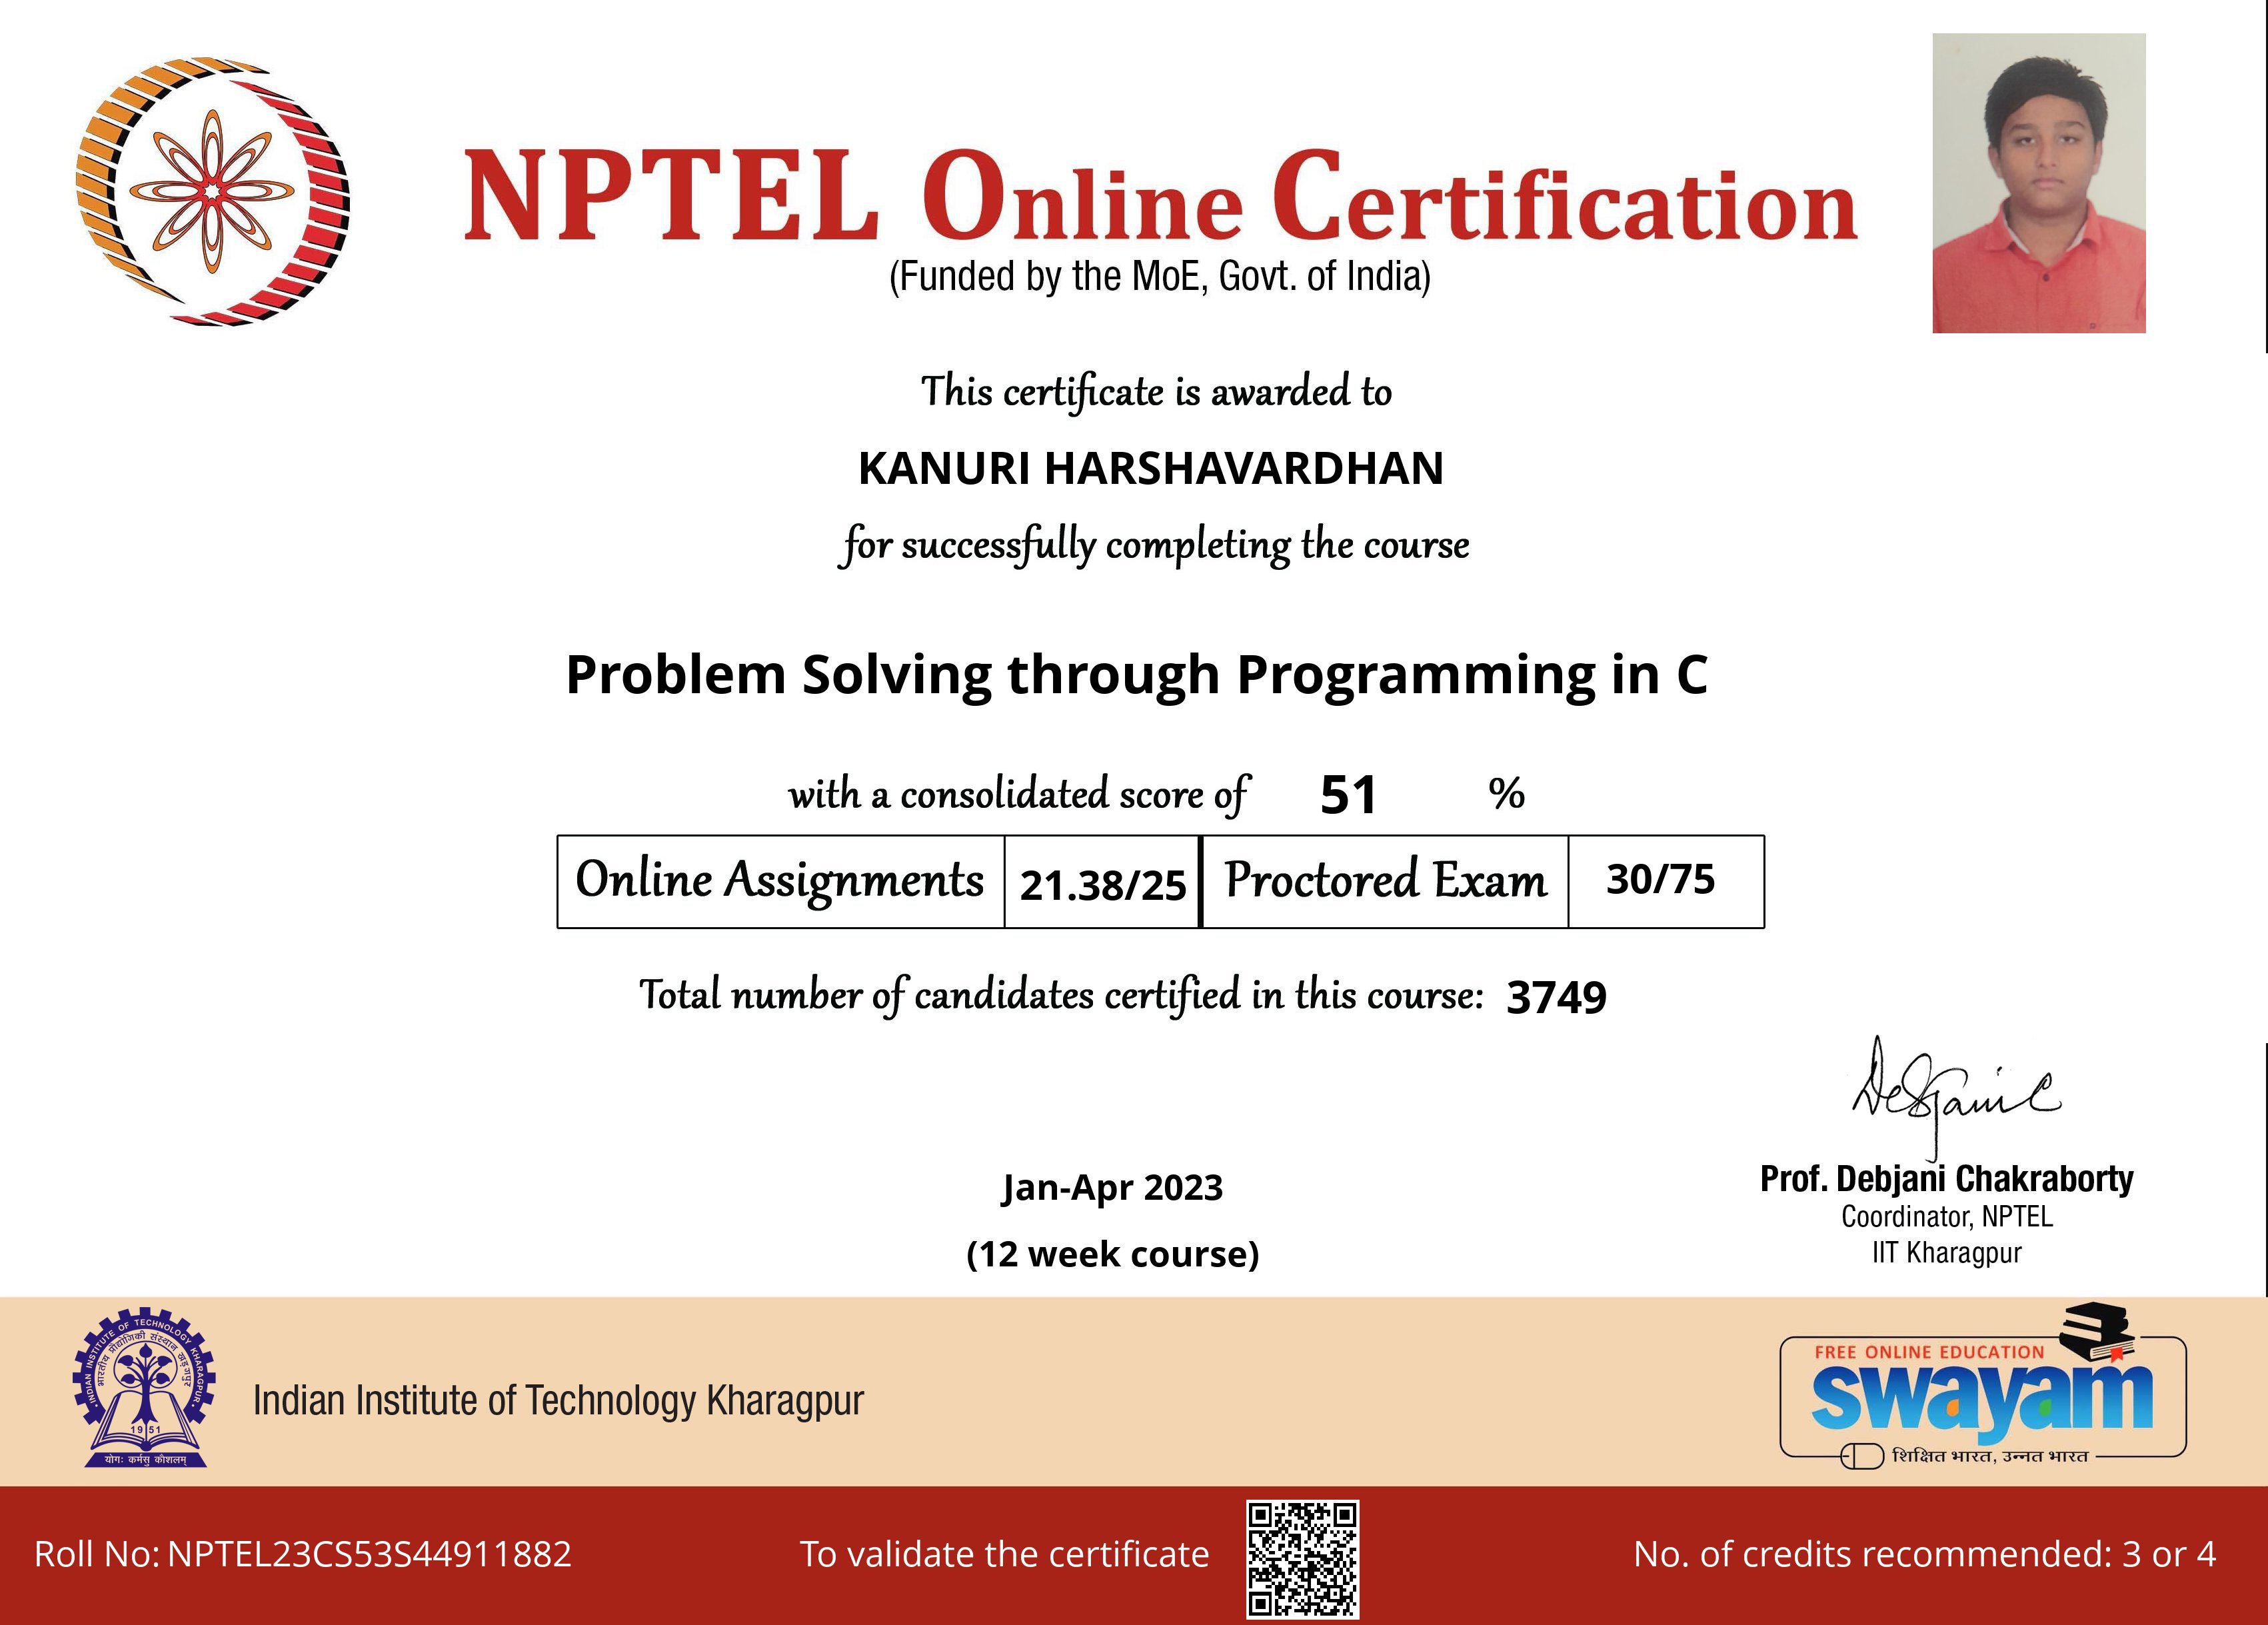 NPTEL Online Certification
(Funded by the MoE, Govt. of India)
This certificate is awarded to
KANURI HARSHAVARDHAN
for successfully completing the course
Problem Solving through Programming in C
with a consolidated score of 51 %
Online Assignments 21.38/25 Proctored Exam 30/75
Total number of candidates certified in this course: 3749
Jan-Apr 2023
(12 week course)
Prof. Debjani Chakraborty
Coordinator, NPTEL
IIT Kharagpur
INDIAN INSTITUTE OF TECHNOLOGY KHARAGPUR
भारतीय प्रौद्योगिकी संस्थान खड़गपुर
1951
योगः कर्मसु कौशलम्
Indian Institute of Technology Kharagpur
FREE ONLINE EDUCATION
swayam
शिक्षित भारत, उन्नत भारत
Roll No: NPTEL23CS53S44911882
To validate the certificate
No. of credits recommended: 3 or 4